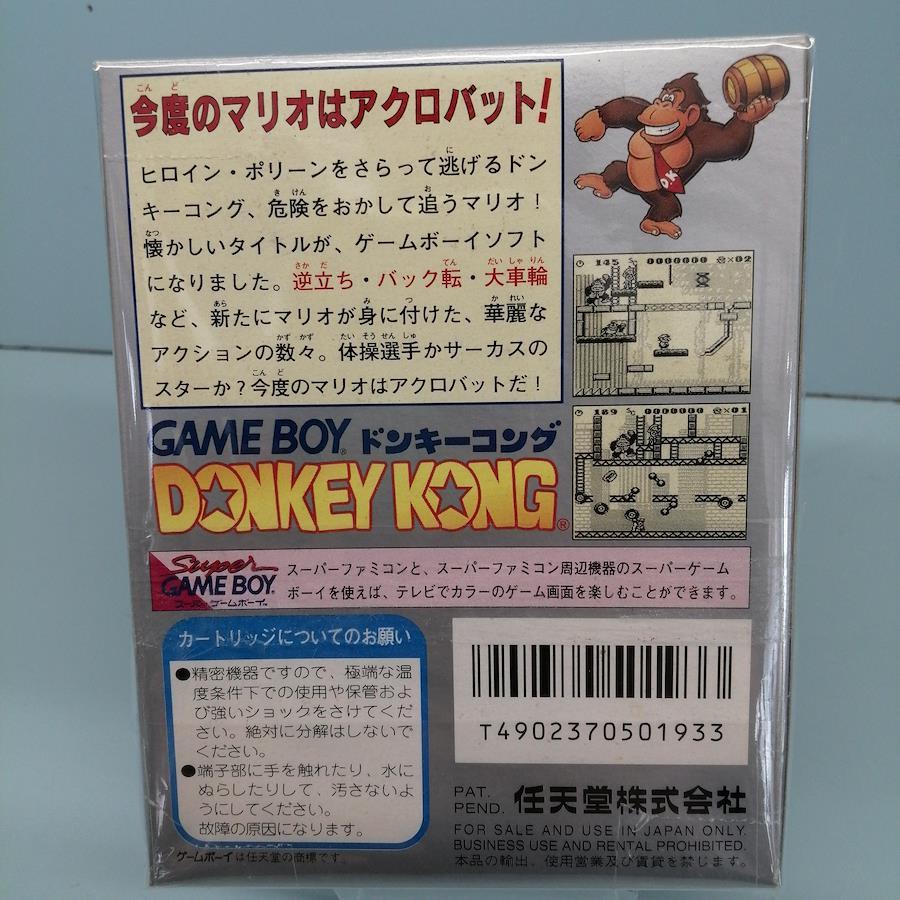 今度のマリオはアクロバット!
ヒロイン・ポリーンをさらって逃げるドン
キーコング、危険をおかして追うマリオ!
懐かしいタイトルが、ゲームボーイソフト
になりました。逆立ち・バック転・大車輪
など、新たにマリオが身に付けた、華麗な
アクションの数々。体操選手かサーカスの
スターか?今度のマリオはアクロバットだ!
DK
145
×02
189
×01
GAME BOY® ドンキーコング
DONKEY KONG®
Super
GAME BOY
スーパーゲームボーイ
スーパーファミコンと、スーパーファミコン周辺機器のスーパーゲーム
ボーイを使えば、テレビでカラーのゲーム画面を楽しむことができます。
カートリッジについてのお願い
●精密機器ですので、極端な温
度条件下での使用や保管およ
び強いショックをさけてくだ
さい。絶対に分解はしないで
ください。
●端子部に手を触れたり、水に
ぬらしたりして、汚さないよ
うにしてください。
故障の原因になります。
ゲームボーイは任天堂の商標です。
T4902370501933
PAT. PEND. 任天堂株式会社
FOR SALE AND USE IN JAPAN ONLY.
BUSINESS USE AND RENTAL PROHIBITED.
本品の輸出、使用営業及び賃貸を禁じます。